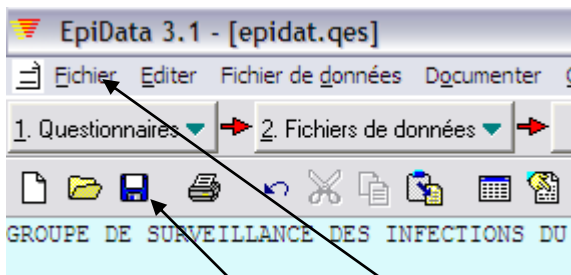 EpiData 3.1 - [epidat.qes]
Fichier Editer Fichier de données Documenter
1. Questionnaires 2. Fichiers de données
GROUPE DE SURVEILLANCE DES INFECTIONS DU